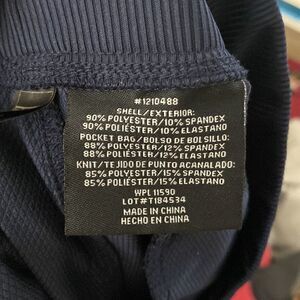 #1210488
SHELL/EXTERIOR:
90% POLYESTER/10% SPANDEX
90% POLIÉSTER/10% ELASTANO
POCKET BAG/BOLSO DE BOLSILLO:
88% POLYESTER/12% SPANDEX
88% POLIÉSTER/12% ELASTANO
KNIT/TEJIDO DE PUNTO ACANALADO:
85% POLYESTER/15% SPANDEX
85% POLIÉSTER/15% ELASTANO
WPL 11590
LOT#T184534
MADE IN CHINA
HECHO EN CHINA